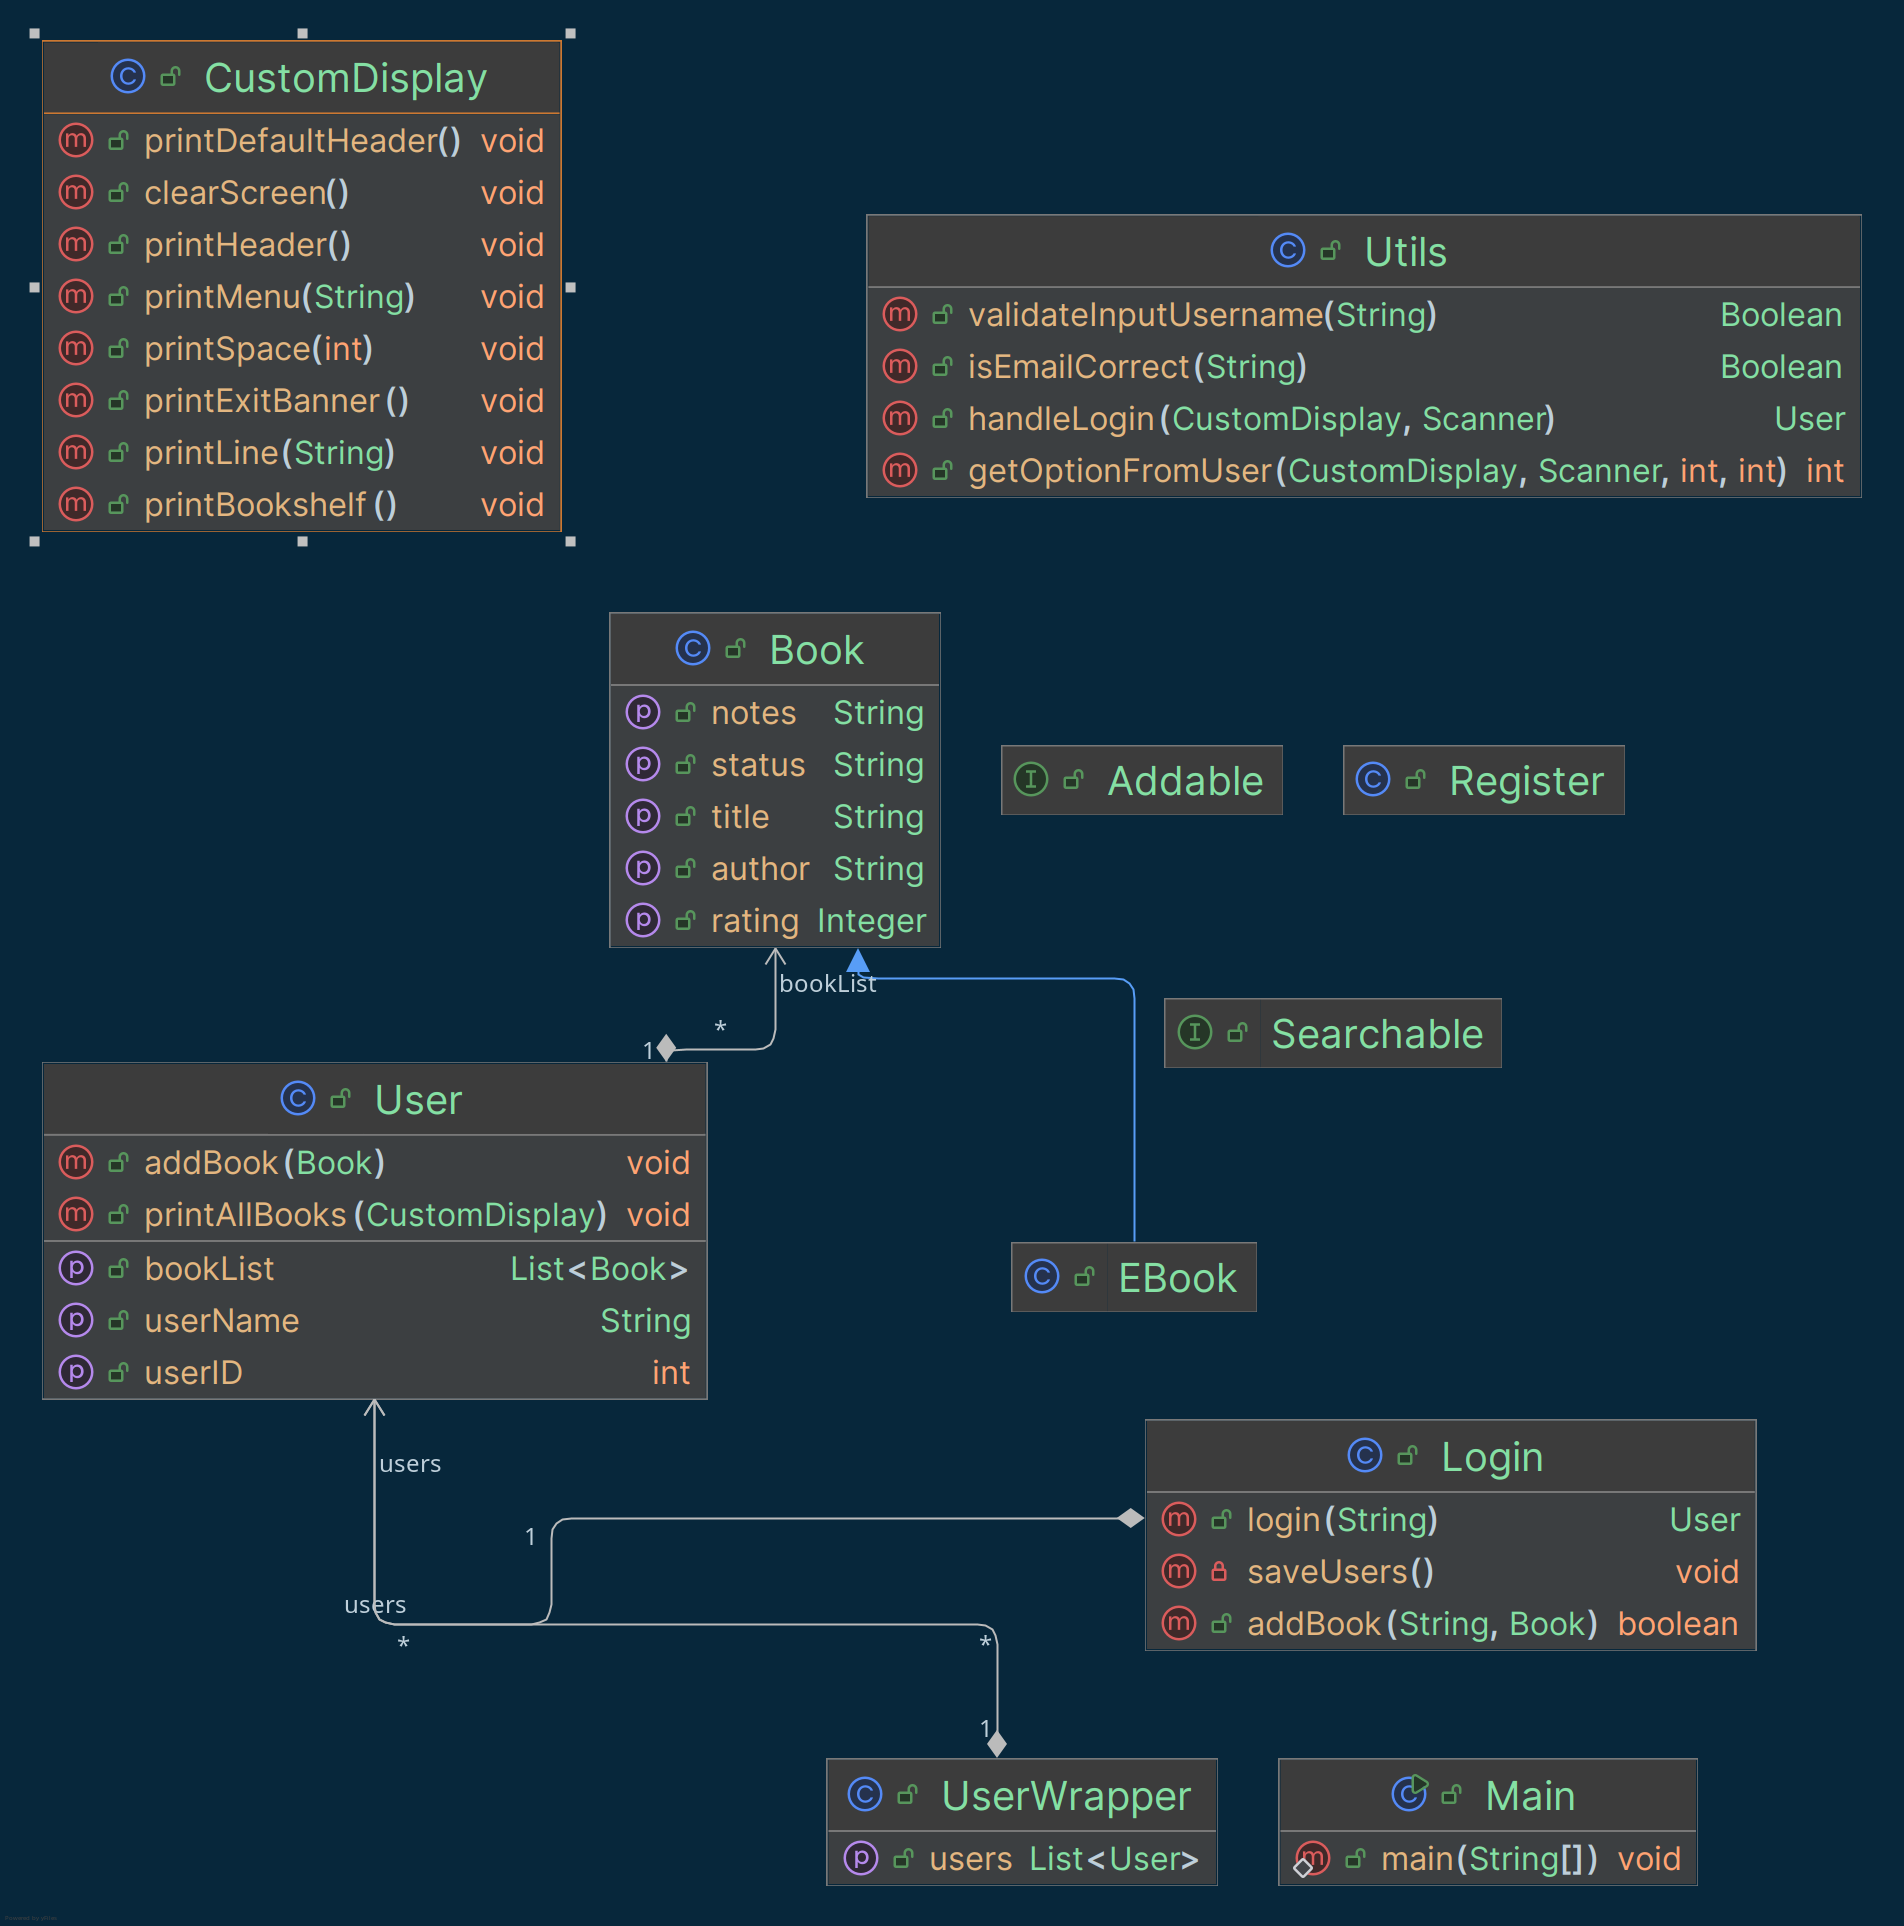 CustomDisplay
printDefaultHeader() void
clearScreen() void
printHeader() void
printMenu(String) void
printSpace(int) void
printExitBanner() void
printLine(String) void
printBookshelf() void
Utils
validateInputUsername(String) Boolean
isEmailCorrect(String) Boolean
handleLogin(CustomDisplay, Scanner) User
getOptionFromUser(CustomDisplay, Scanner, int, int) int
Book
notes String
status String
title String
author String
rating Integer
Addable
Register
bookList
*
1
Searchable
User
addBook(Book) void
printAllBooks(CustomDisplay) void
bookList List<Book>
userName String
userID int
EBook
users
1
users
*
*
1
Login
login(String) User
saveUsers() void
addBook(String, Book) boolean
UserWrapper
users List<User>
Main
main(String[]) void